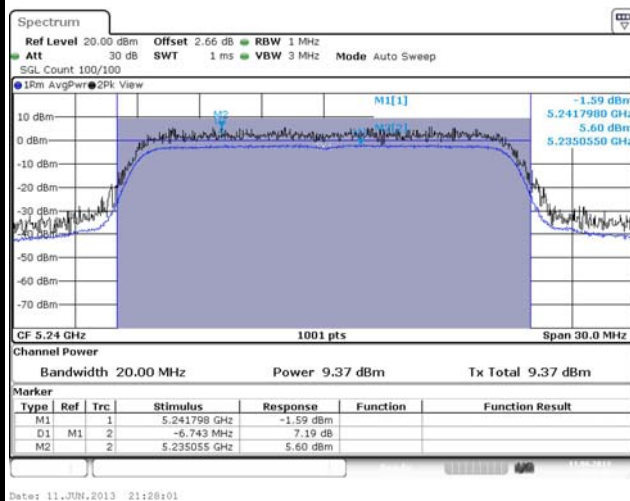 Spectrum
Ref Level 20.00 dBm Offset 2.66 dB RBW 1 MHz
Att 30 dB SWT 1 ms VBW 3 MHz Mode Auto Sweep
SGL Count 100/100
1Rm AvgPwr 2Pk View
M1[1] -1.59 dBm
5.2417980 GHz
M2[2] 5.60 dBm
5.2350550 GHz
M2
10 dBm
0 dBm
-10 dBm
-20 dBm
-30 dBm
-40 dBm
-50 dBm
-60 dBm
-70 dBm
CF 5.24 GHz 1001 pts Span 30.0 MHz
Channel Power
Bandwidth 20.00 MHz Power 9.37 dBm Tx Total 9.37 dBm
Marker
Type Ref Trc Stimulus Response Function Function Result
M1 1 5.241798 GHz -1.59 dBm
D1 M1 2 -6.743 MHz 7.19 dB
M2 2 5.235055 GHz 5.60 dBm
Date: 11.JUN.2013 21:28:01